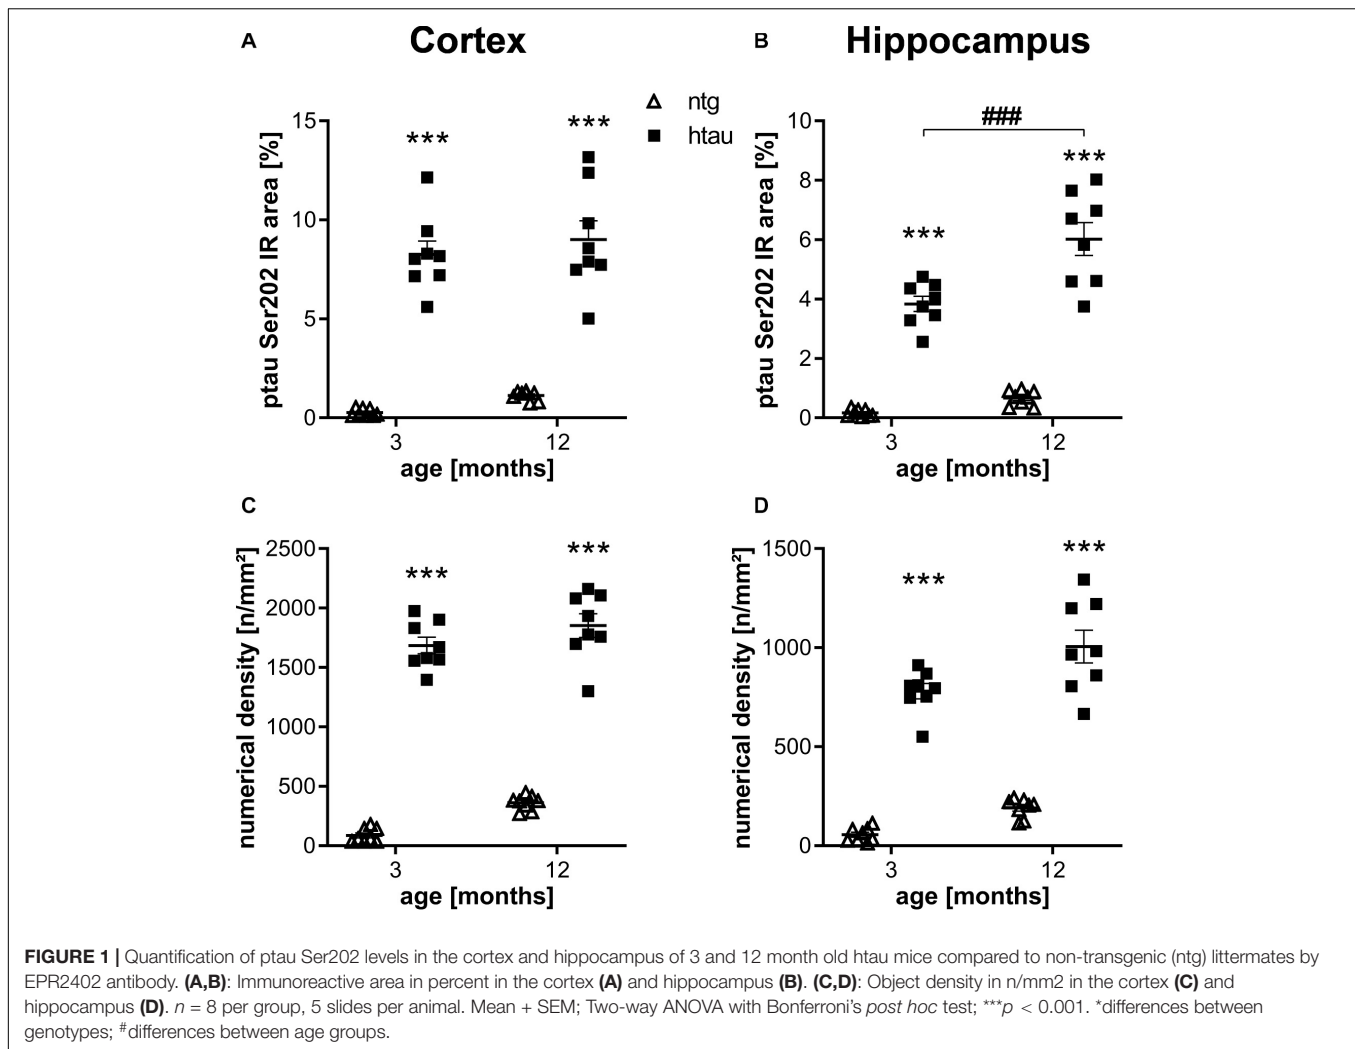 A
Cortex
B
Hippocampus
ntg
htau
ptau Ser202 IR area [%]
15
10
5
0
***
***
3
12
age [months]
ptau Ser202 IR area [%]
10
8
6
4
2
0
***
###
***
3
12
age [months]
C
numerical density [n/mm²]
2500
2000
1500
1000
500
0
***
***
3
12
age [months]
D
numerical density [n/mm²]
1500
1000
500
0
***
***
3
12
age [months]
FIGURE 1 | Quantification of ptau Ser202 levels in the cortex and hippocampus of 3 and 12 month old htau mice compared to non-transgenic (ntg) littermates by
EPR2402 antibody. (A,B): Immunoreactive area in percent in the cortex (A) and hippocampus (B). (C,D): Object density in n/mm2 in the cortex (C) and
hippocampus (D). n = 8 per group, 5 slides per animal. Mean + SEM; Two-way ANOVA with Bonferroni's post hoc test; ***p < 0.001. *differences between
genotypes; #differences between age groups.